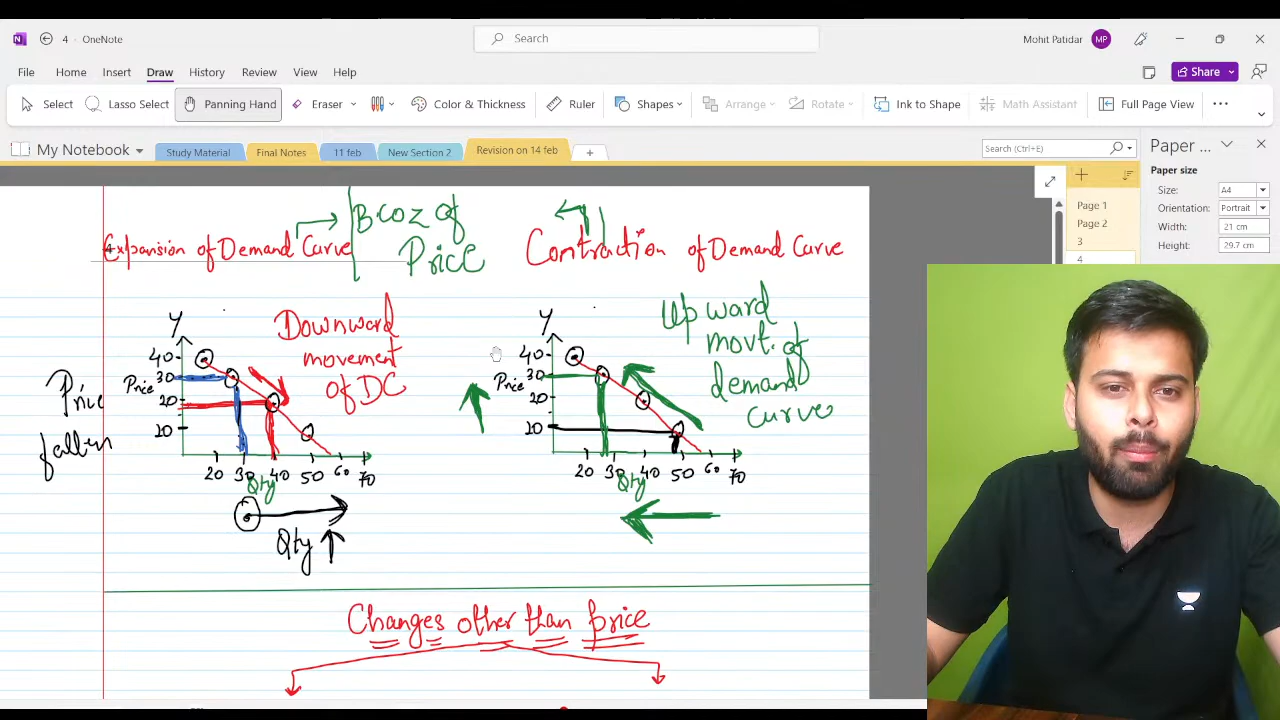 4 - OneNote
Search
Mohit Patidar
MP
File Home Insert Draw History Review View Help
Select Lasso Select Panning Hand Eraser Color & Thickness Ruler Shapes Arrange Rotate Ink to Shape Math Assistant Full Page View
My Notebook
Study Material Final Notes 11 feb New Section 2 Revision on 14 feb +
Search (Ctrl+E)
Paper ...
Paper size
Size: A4
Orientation: Portrait
Width: 21 cm
Height: 29.7 cm
Page 1
Page 2
3
4
Bcoz of
Price
Expansion of Demand Curve
Contraction of Demand Curve
Y
40
30
20
10
Price
Downward
movement
of DC
Price
fallen
20 30 40 50 60 70
Qty
Qty
Y
40
30
20
10
Price
Upward
movt. of
demand
curve
20 30 40 50 60 70
Qty
Changes other than price